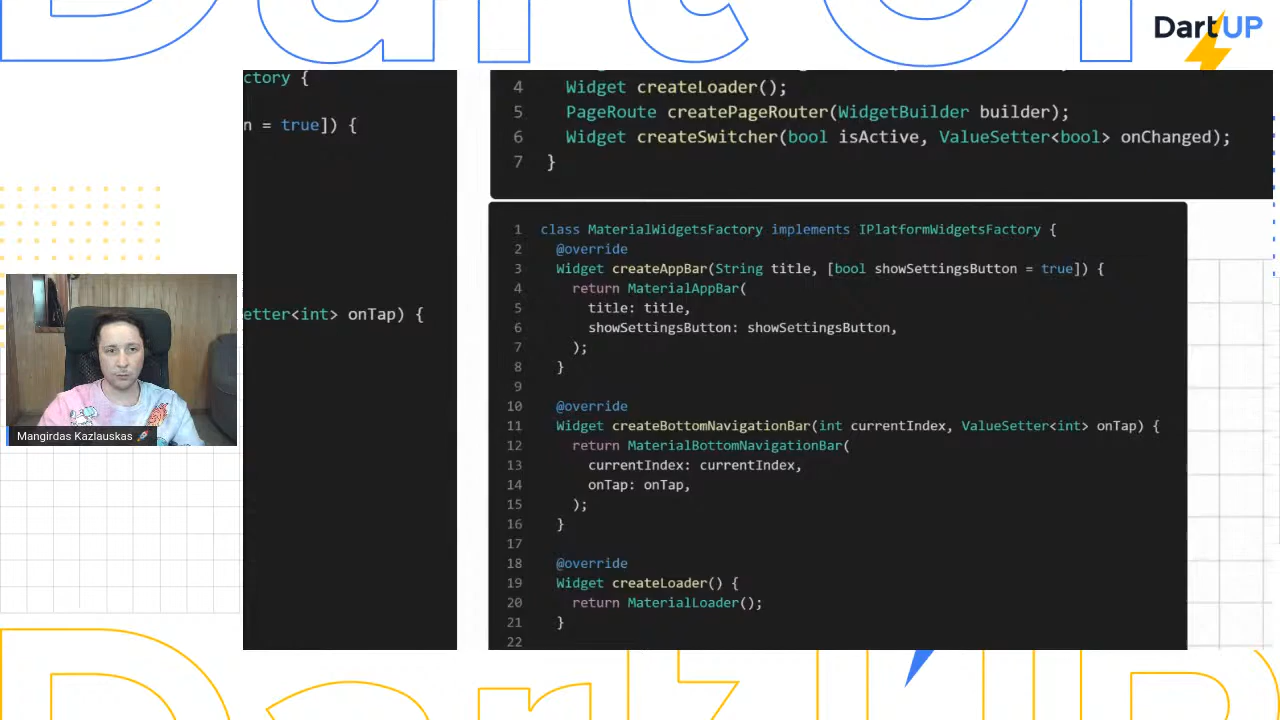 DartUP
ctory {
n = true]) {
etter<int> onTap) {
4 Widget createLoader();
5 PageRoute createPageRouter(WidgetBuilder builder);
6 Widget createSwitcher(bool isActive, ValueSetter<bool> onChanged);
7 }
1 class MaterialWidgetsFactory implements IPlatformWidgetsFactory {
2 @override
3 Widget createAppBar(String title, [bool showSettingsButton = true]) {
4 return MaterialAppBar(
5 title: title,
6 showSettingsButton: showSettingsButton,
7 );
8 }
9
10 @override
11 Widget createBottomNavigationBar(int currentIndex, ValueSetter<int> onTap) {
12 return MaterialBottomNavigationBar(
13 currentIndex: currentIndex,
14 onTap: onTap,
15 );
16 }
17
18 @override
19 Widget createLoader() {
20 return MaterialLoader();
21 }
22
Mangirdas Kazlauskas